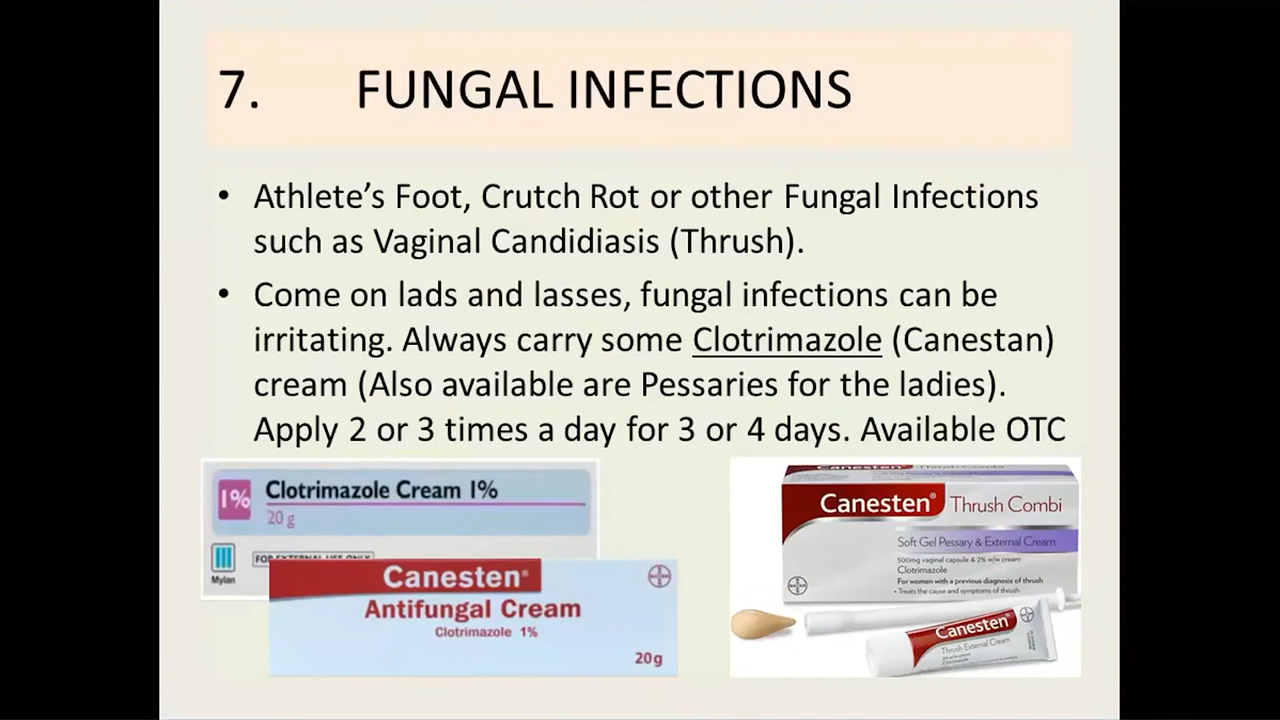 7. FUNGAL INFECTIONS
• Athlete’s Foot, Crutch Rot or other Fungal Infections
such as Vaginal Candidiasis (Thrush).
• Come on lads and lasses, fungal infections can be
irritating. Always carry some Clotrimazole (Canestan)
cream (Also available are Pessaries for the ladies).
Apply 2 or 3 times a day for 3 or 4 days. Available OTC
1% Clotrimazole Cream 1%
20 g
FOR EXTERNAL USE ONLY
Mylan
Canesten®
Antifungal Cream
Clotrimazole 1%
20g
BAYER
Canesten Thrush Combi
Canesten® Thrush Combi
Soft Gel Pessary & External Cream
500mg vaginal capsule & 2% w/w cream
Clotrimazole
For women with a previous diagnosis of thrush
• Treats the cause and symptoms of thrush
Canesten®
Thrush External Cream